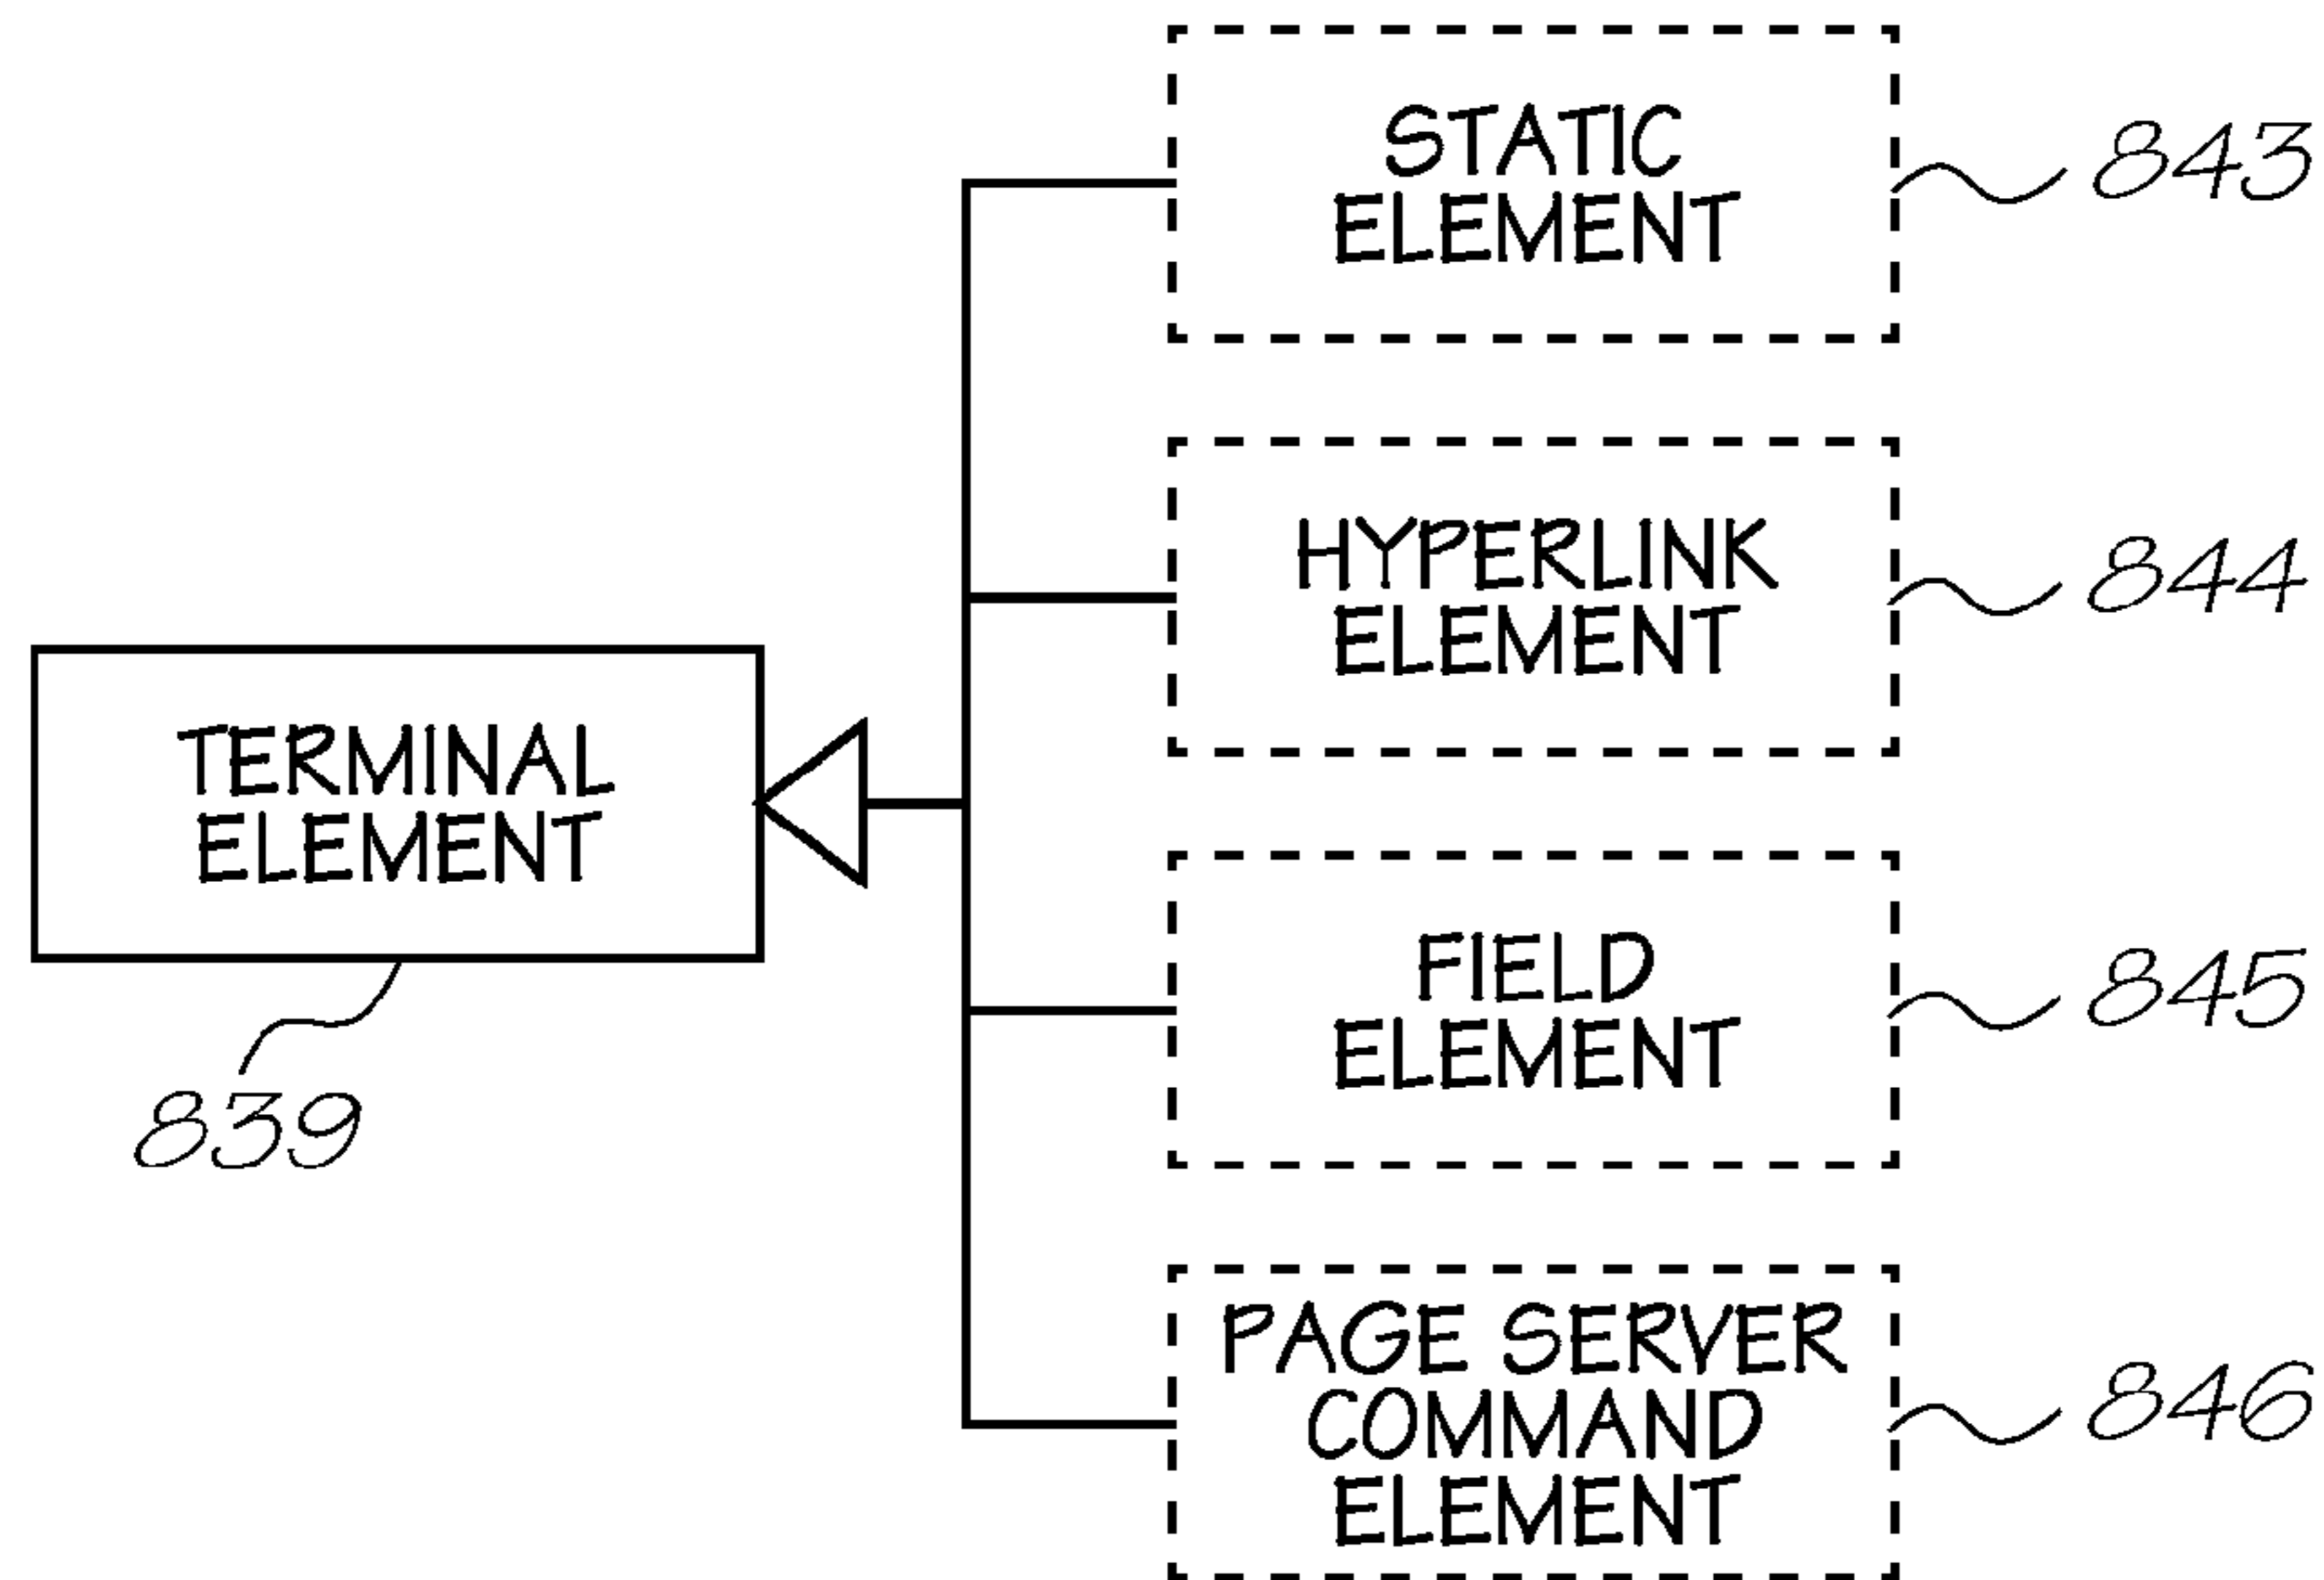 STATIC
ELEMENT
843
HYPERLINK
ELEMENT
844
TERMINAL
ELEMENT
839
FIELD
ELEMENT
845
PAGE SERVER
COMMAND
ELEMENT
846